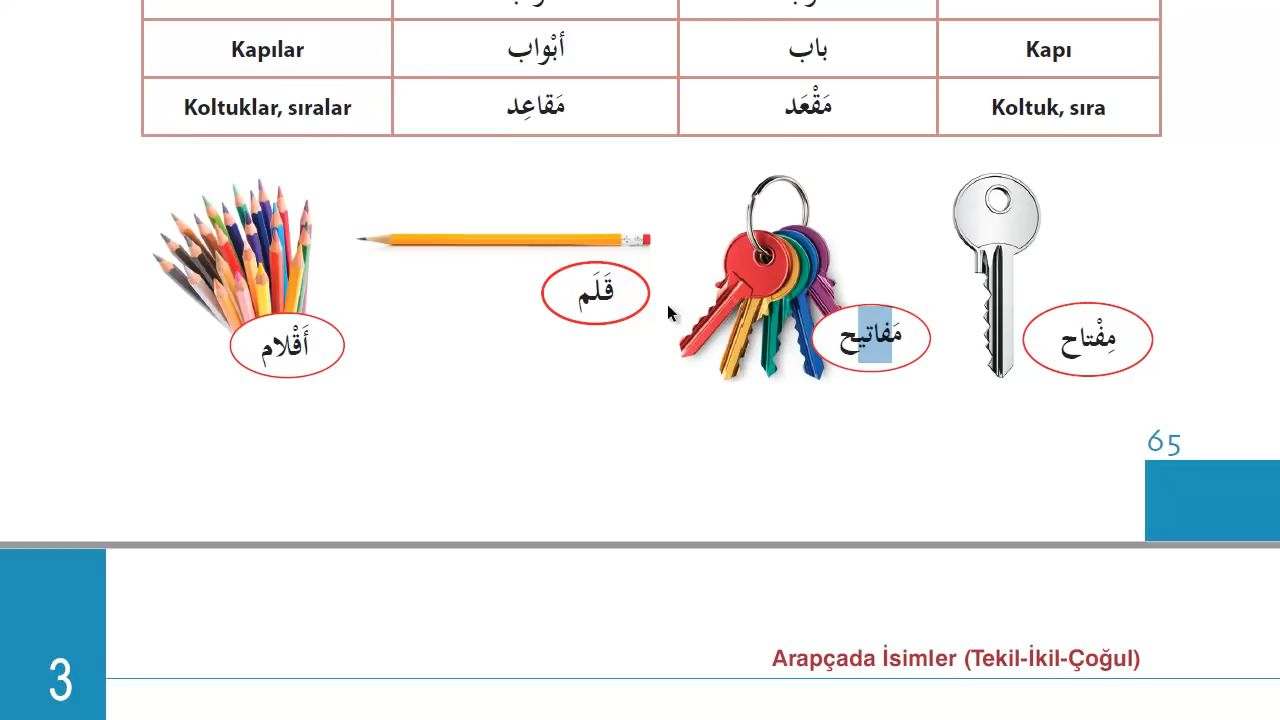 Kapılar أبْواب باب Kapı
Koltuklar, sıralar مَقاعِد مَقْعَد Koltuk, sıra
أَقْلام
قَلَم
مَفاتيح
مِفْتاح
65
3
Arapçada İsimler (Tekil-İkil-Çoğul)